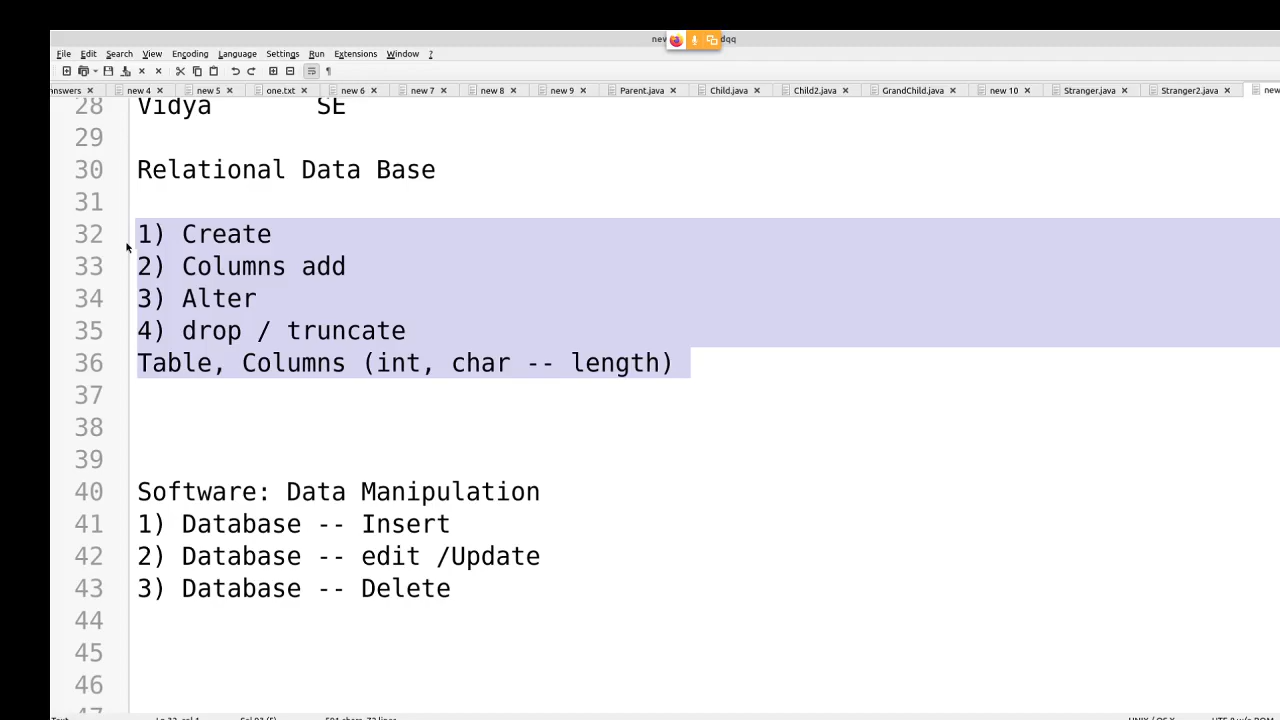 new dqq
File Edit Search View Encoding Language Settings Run Extensions Window ?
nswers new 4 new 5 one.txt new 6 new 7 new 8 new 9 Parent.java Child.java Child2.java GrandChild.java new 10 Stranger.java Stranger2.java new
28 Vidya SE
29
30 Relational Data Base
31
32 1) Create
33 2) Columns add
34 3) Alter
35 4) drop / truncate
36 Table, Columns (int, char -- length)
37
38
39
40 Software: Data Manipulation
41 1) Database -- Insert
42 2) Database -- edit /Update
43 3) Database -- Delete
44
45
46